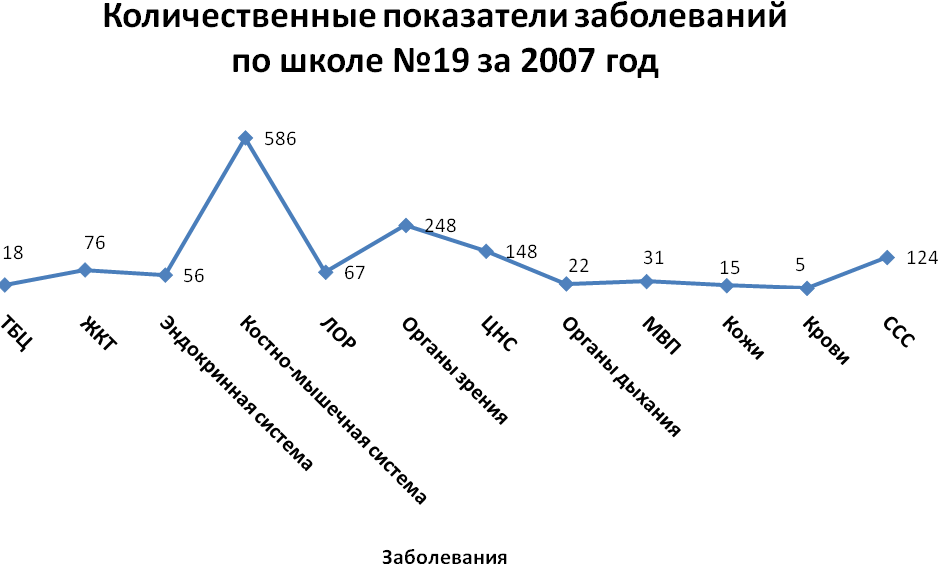 Количественные показатели заболеваний
по школе №19 за 2007 год
18
76
56
586
67
248
148
22
31
15
5
124
ТБЦ
ЖКТ
Эндокринная система
Костно-мышечная система
ЛОР
Органы зрения
ЦНС
Органы дыхания
МВП
Кожи
Крови
ССС
Заболевания